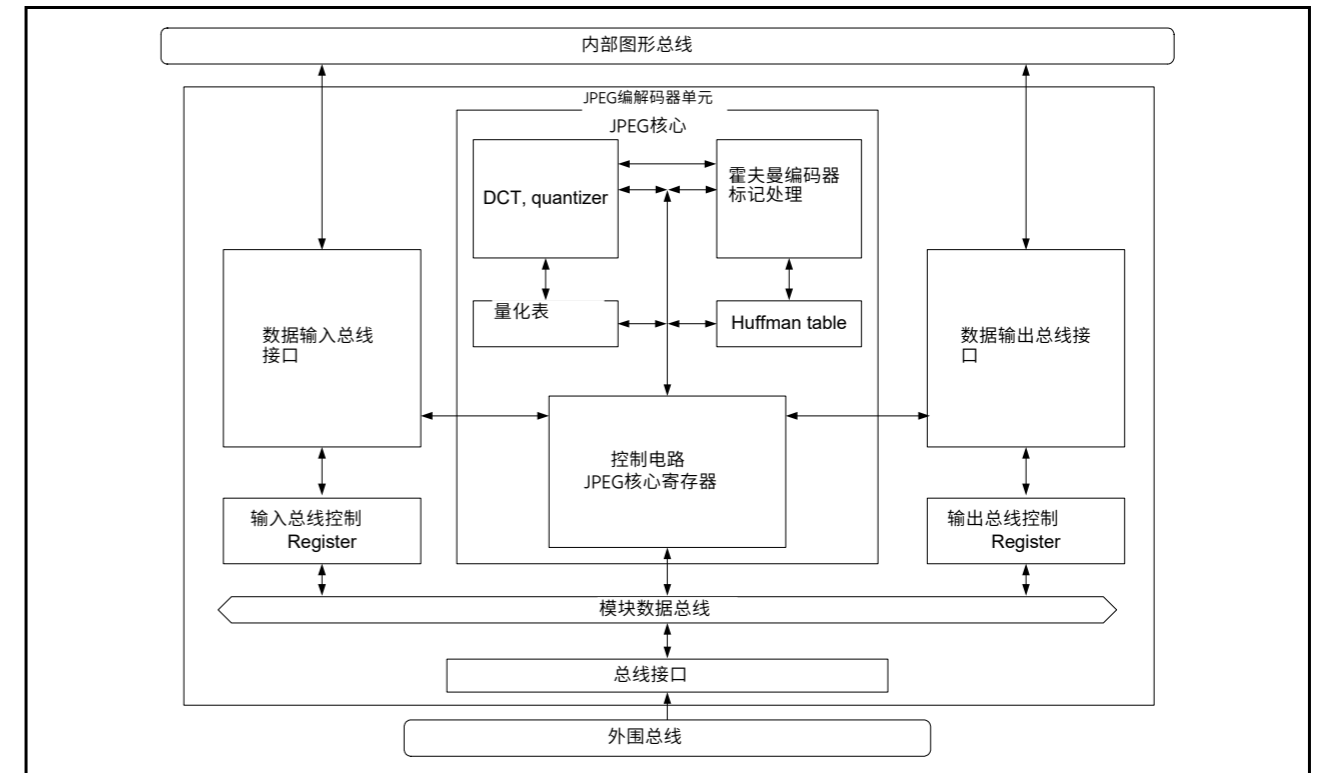 内部图形总线
JPEG编解码器单元
JPEG核心
DCT, quantizer
霍夫曼编码器
标记处理
量化表
Huffman table
数据输入总线
接口
数据输出总线接
口
控制电路
JPEG核心寄存器
输入总线控制
Register
输出总线控制
Register
模块数据总线
总线接口
外围总线